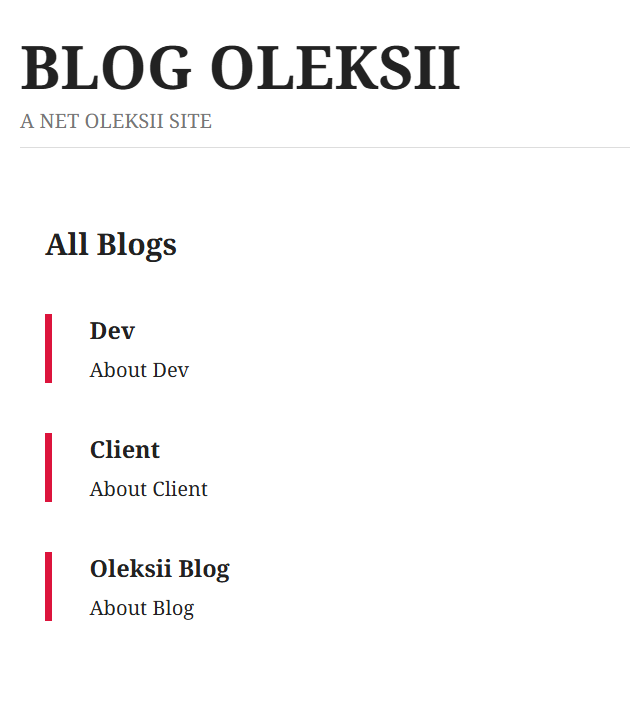 BLOG OLEKSII
A NET OLEKSII SITE
All Blogs
Dev
About Dev
Client
About Client
Oleksii Blog
About Blog